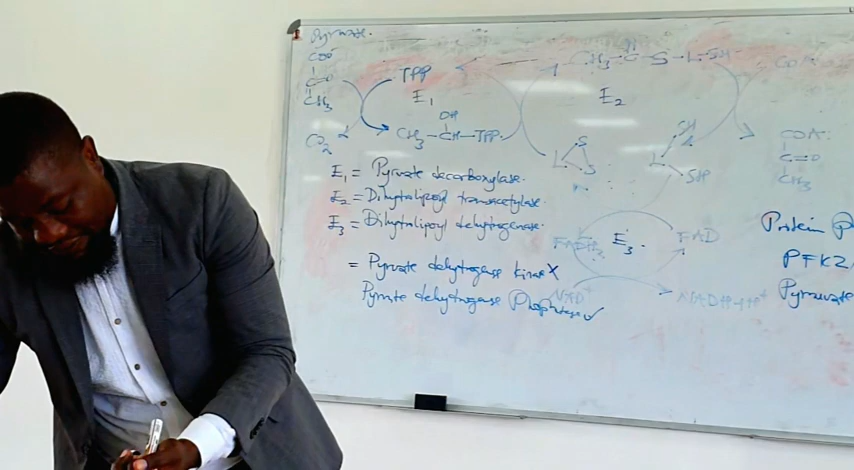 Pyruvate.
COO⁻
C=O
CH₃
CO₂
TPP
E₁
OH
CH₃-CH-TPP
CH₃-C-S-L-SH
E₂
L
S
S
SH
L
SH
CoA
C=O
CH₃
E₁ = Pyruvate decarboxylase.
E₂ = Dihydrolipoyl transacetylase.
E₃ = Dihydrolipoyl dehydrogenase.
FADH₂
E₃.
FAD
NAD⁺
NADH+H⁺
= Pyruvate dehydrogenase kinase X
Pyruvate dehydrogenase Phosphatase ✓
Protein P
PFK2
Pyruvate